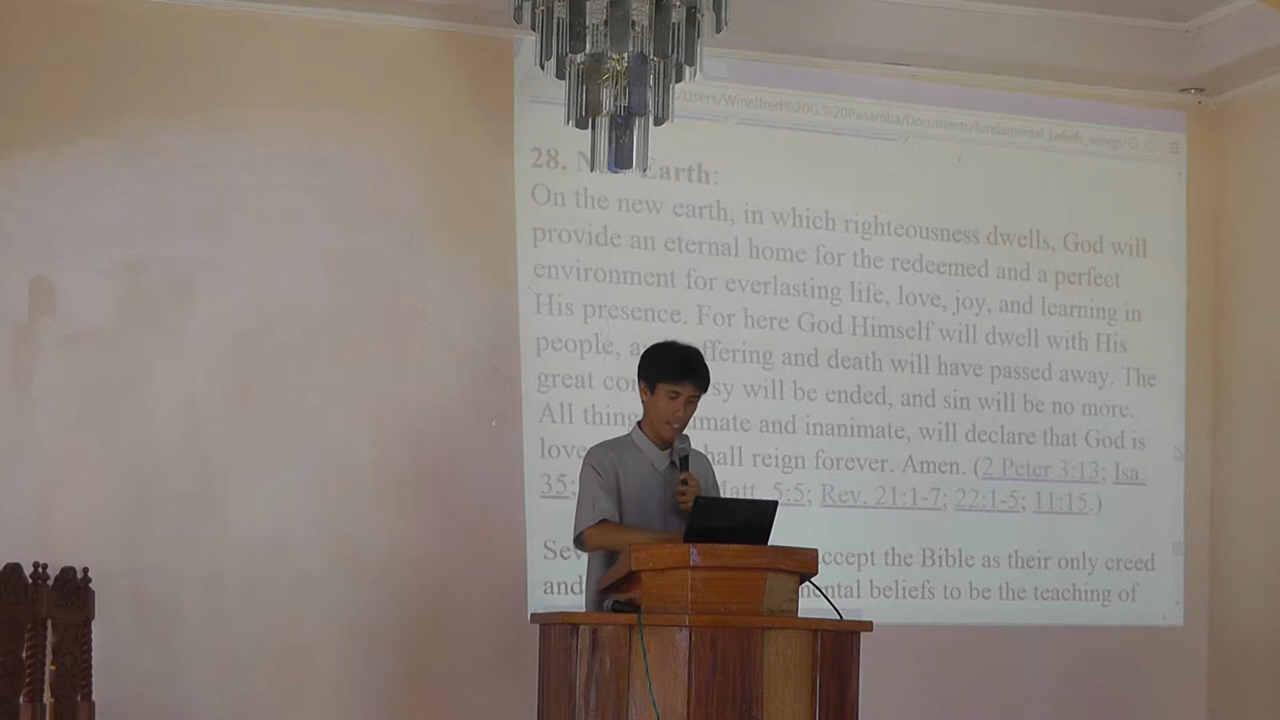 /Users/Winelfred%20G.%20Pasamba/Documents/fundamental_beliefs_wings/
28. Earth:
On the new earth, in which righteousness dwells, God will
provide an eternal home for the redeemed and a perfect
environment for everlasting life, love, joy, and learning in
His presence. For here God Himself will dwell with His
people, ffering and death will have passed away. The
great sy will be ended, and sin will be no more.
All thing imate and inanimate, will declare that God is
love hall reign forever. Amen. (2 Peter 3:13; Isa.
35; Matt. 5:5; Rev. 21:1-7; 22:1-5; 11:15.)
Sev ccept the Bible as their only creed
and mental beliefs to be the teaching of